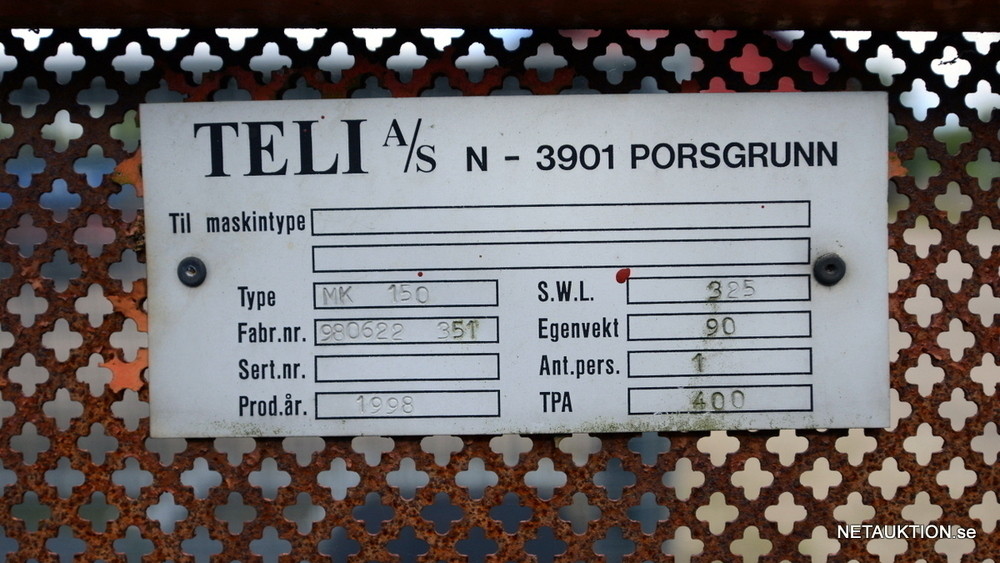 TELI A/S N - 3901 PORSGRUNN
Til maskintype
Type MK 150 S.W.L. 325
Fabr.nr. 980622 351 Egenvekt 90
Sert.nr. Ant.pers. 1
Prod.år. 1998 TPA 400
NETAUKTION.se